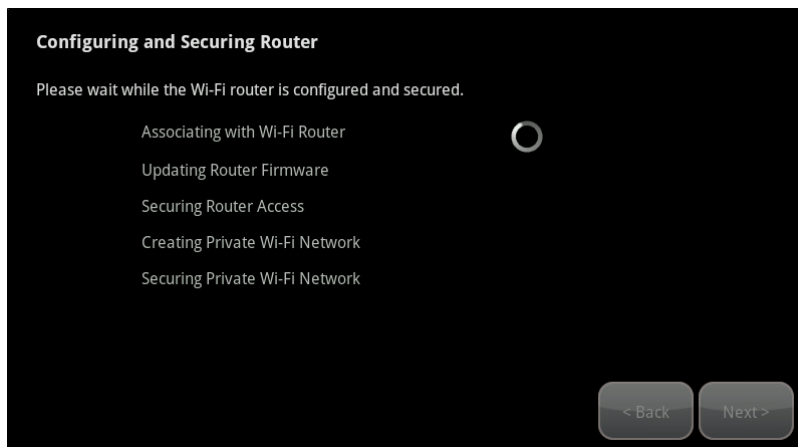 Configuring and Securing Router
Please wait while the Wi-Fi router is configured and secured.
Associating with Wi-Fi Router
Updating Router Firmware
Securing Router Access
Creating Private Wi-Fi Network
Securing Private Wi-Fi Network
< Back
Next >